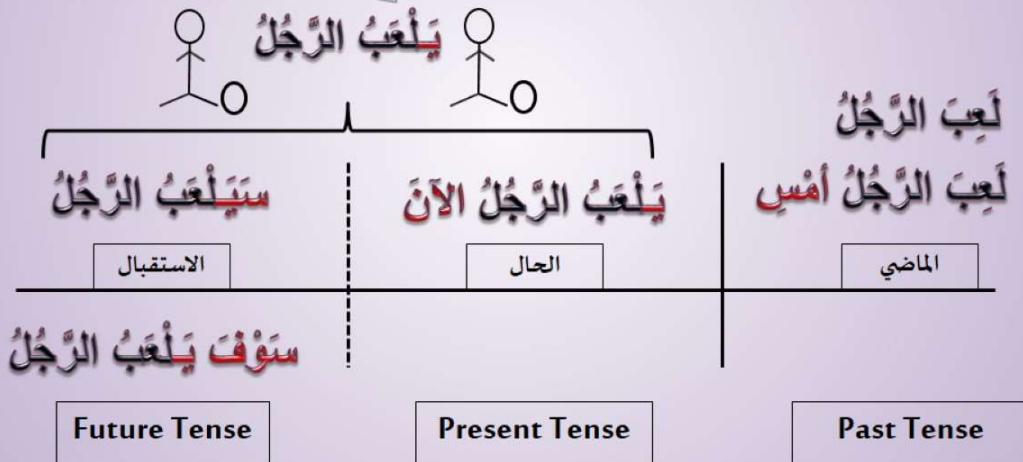 يَلْعَبُ الرَّجُلُ
لَعِبَ الرَّجُلُ
لَعِبَ الرَّجُلُ أَمْسِ
يَلْعَبُ الرَّجُلُ الآنَ
سَيَلْعَبُ الرَّجُلُ
الماضي
الحال
الاستقبال
سَوْفَ يَلْعَبُ الرَّجُلُ
Future Tense
Present Tense
Past Tense